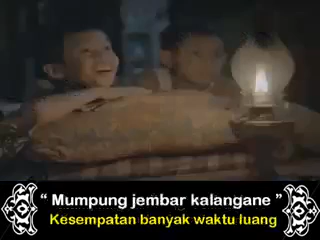 “ Mumpung jembar kalangane ”
Kesempatan banyak waktu luang